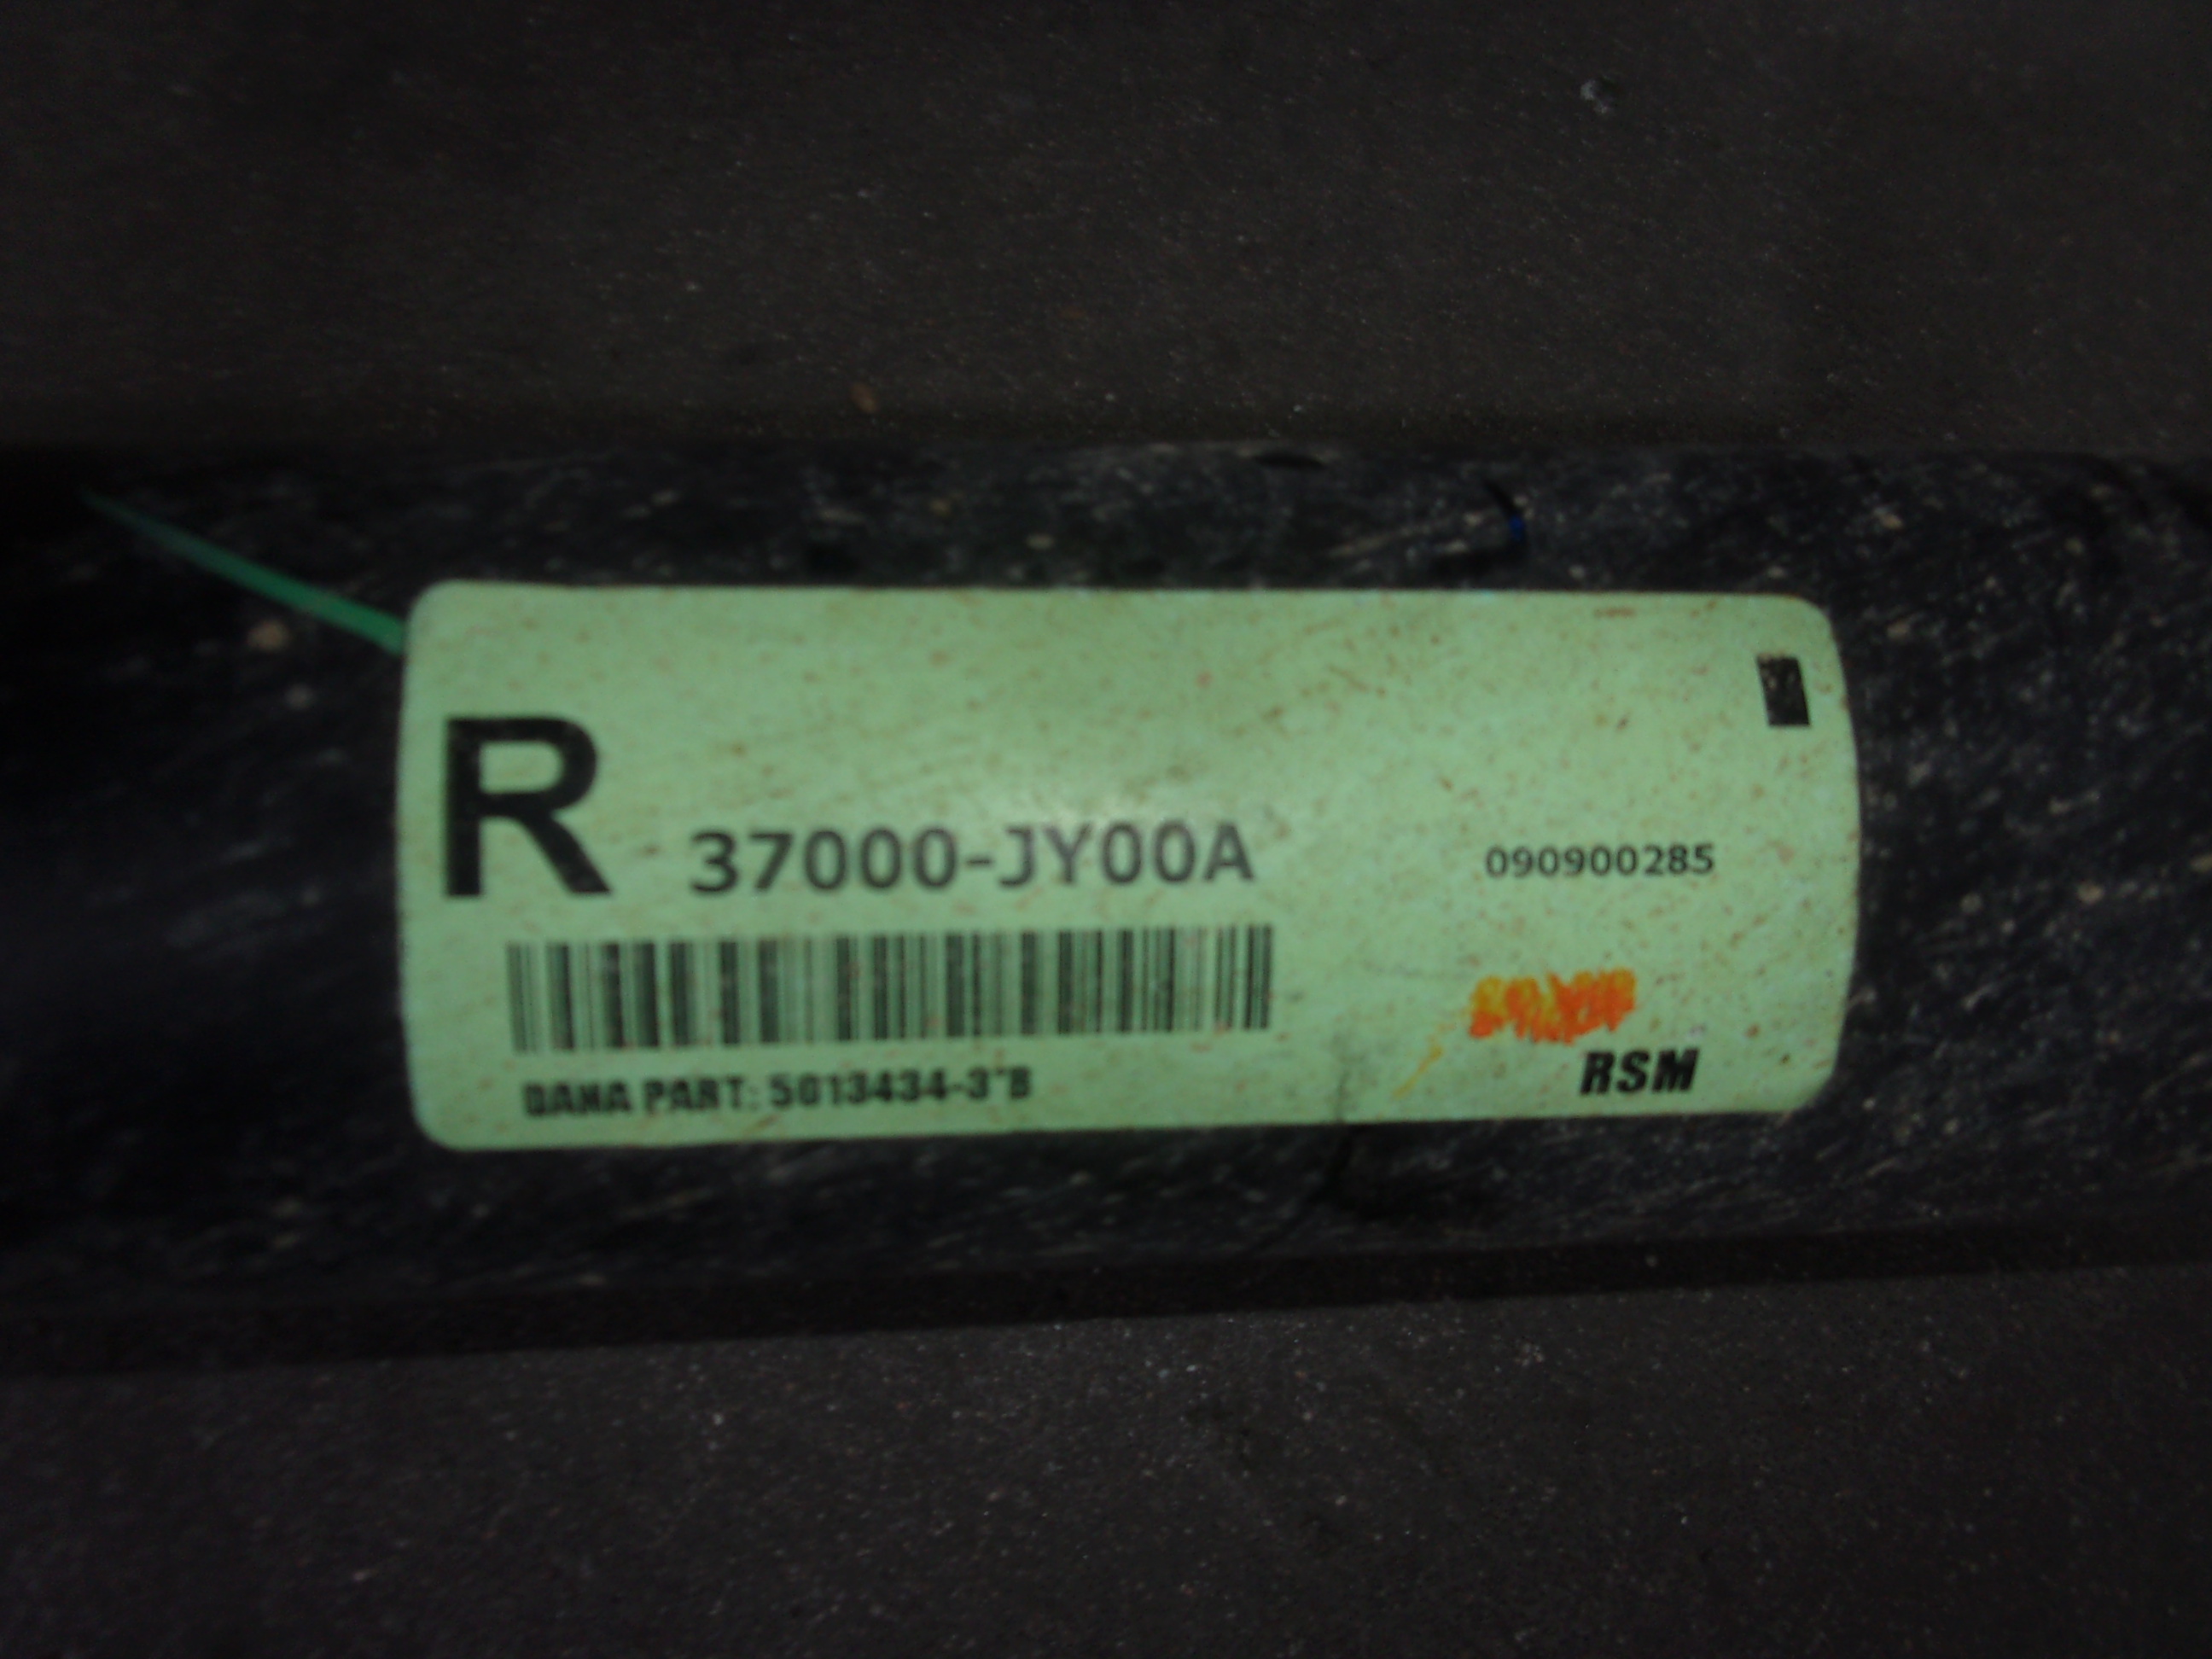 R 37000-JY00A 090900285
DANA PART: 5013434-3"B
RSM